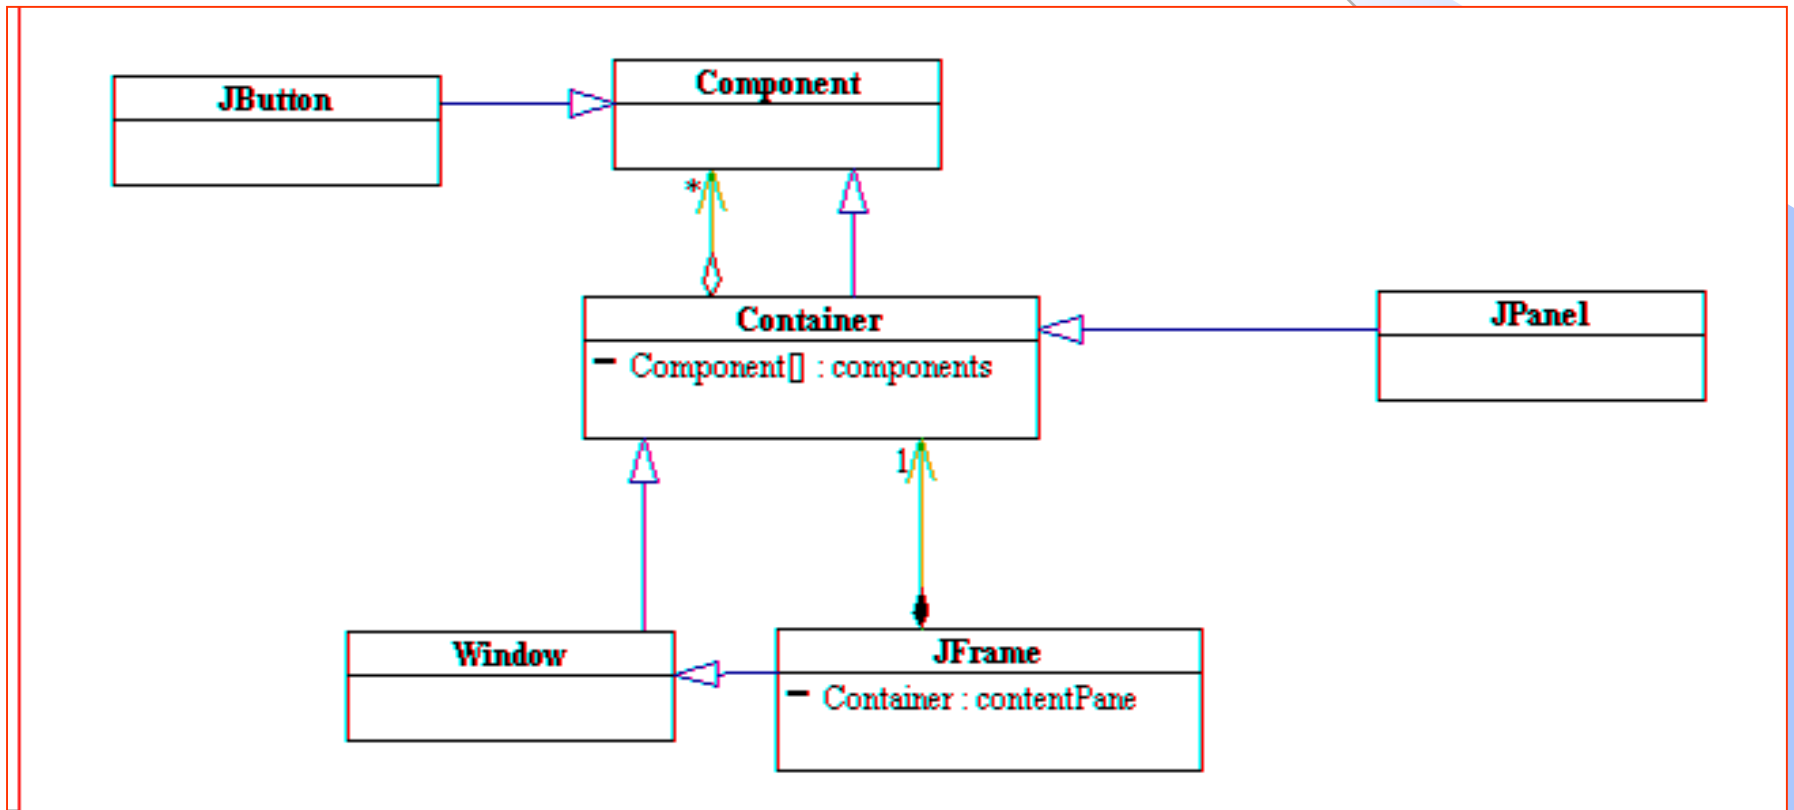 Component
JButton
*
Container
JPanel
- Component[] : components
1
Window
JFrame
- Container : contentPane